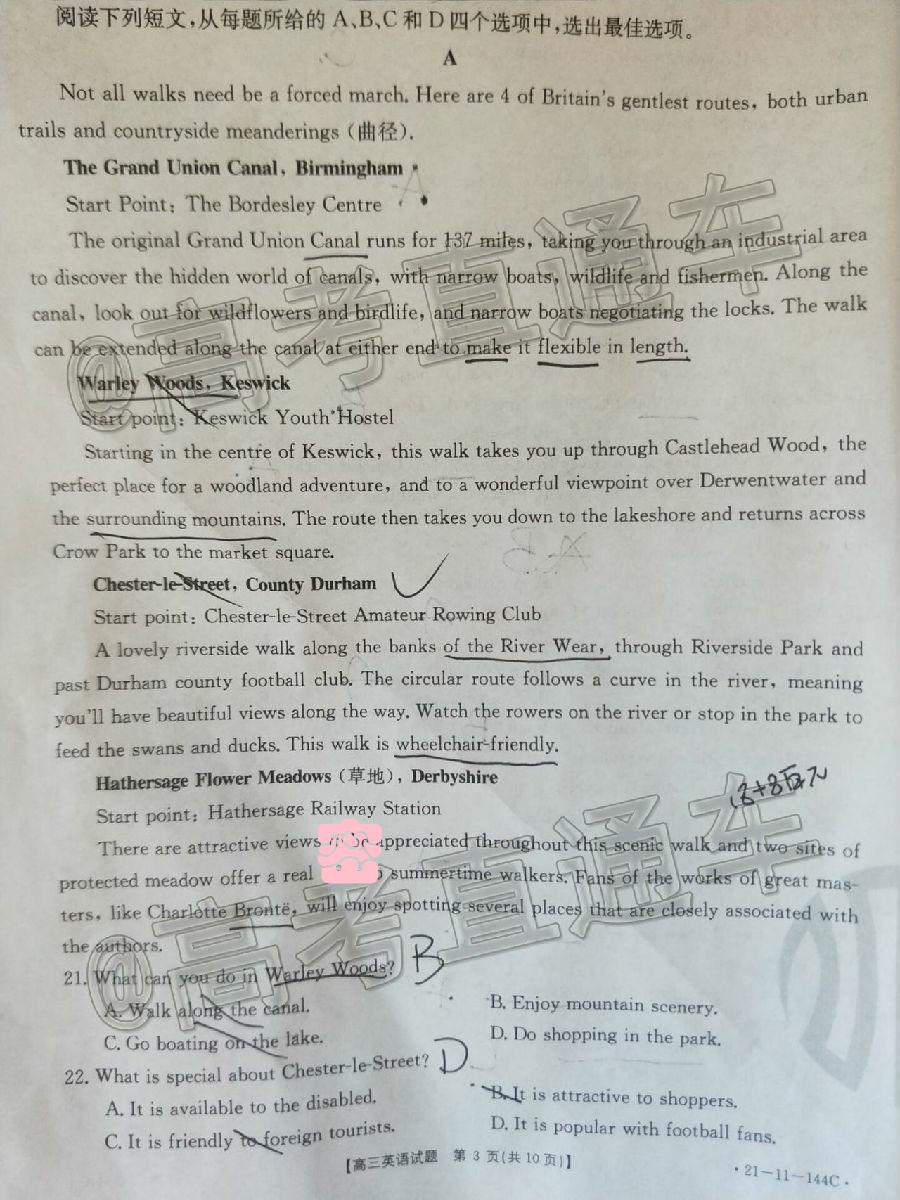 阅读下列短文,从每题所给的 A、B、C 和 D 四个选项中,选出最佳选项。
A
Not all walks need be a forced march. Here are 4 of Britain's gentlest routes, both urban
trails and countryside meanderings (曲径).
The Grand Union Canal, Birmingham
Start Point: The Bordesley Centre
The original Grand Union Canal runs for 137 miles, taking you through an industrial area
to discover the hidden world of canals, with narrow boats, wildlife and fishermen. Along the
canal, look out for wildflowers and birdlife, and narrow boats negotiating the locks. The walk
can be extended along the canal at either end to make it flexible in length.
Warley Woods, Keswick
Start point: Keswick Youth Hostel
Starting in the centre of Keswick, this walk takes you up through Castlehead Wood, the
perfect place for a woodland adventure, and to a wonderful viewpoint over Derwentwater and
the surrounding mountains. The route then takes you down to the lakeshore and returns across
Crow Park to the market square.
Chester-le-Street, County Durham
Start point: Chester-le-Street Amateur Rowing Club
A lovely riverside walk along the banks of the River Wear, through Riverside Park and
past Durham county football club. The circular route follows a curve in the river, meaning
you'll have beautiful views along the way. Watch the rowers on the river or stop in the park to
feed the swans and ducks. This walk is wheelchair-friendly.
Hathersage Flower Meadows (草地), Derbyshire
Start point: Hathersage Railway Station
There are attractive views be appreciated throughout this scenic walk and two sites of
protected meadow offer a real summertime walkers. Fans of the works of great mas-
ters, like Charlotte Brontë, will enjoy spotting several places that are closely associated with
the authors.
21. What can you do in Warley Woods? B
A. Walk along the canal.
B. Enjoy mountain scenery.
C. Go boating on the lake.
D. Do shopping in the park.
22. What is special about Chester-le-Street? D
A. It is available to the disabled.
B. It is attractive to shoppers.
C. It is friendly to foreign tourists.
D. It is popular with football fans.
【高三英语试题 第 3 页(共 10 页)】
·21-11-144C·
@高考直通车
@高考直通车